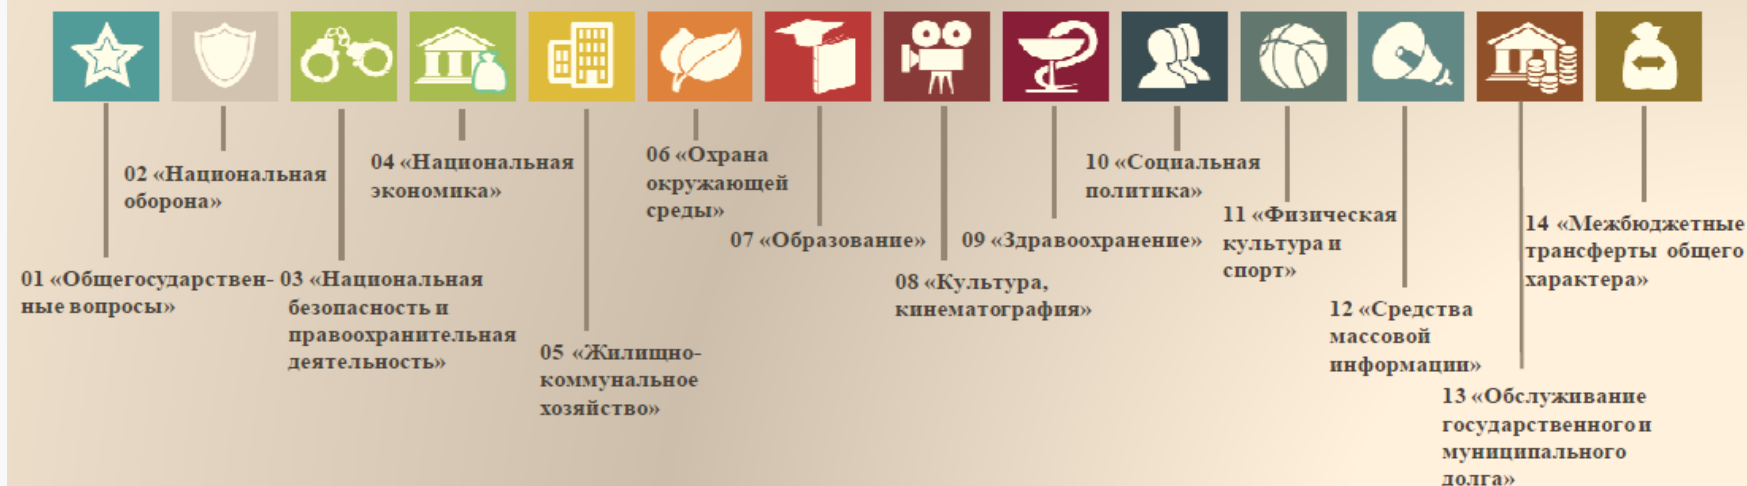 01 «Общегосударствен-
ные вопросы»
02 «Национальная
оборона»
03 «Национальная
безопасность и
правоохранительная
деятельность»
04 «Национальная
экономика»
05 «Жилищно-
коммунальное
хозяйство»
06 «Охрана
окружающей
среды»
07 «Образование»
08 «Культура,
кинематография»
09 «Здравоохранение»
10 «Социальная
политика»
11 «Физическая
культура и
спорт»
12 «Средства
массовой
информации»
13 «Обслуживание
государственного и
муниципального
долга»
14 «Межбюджетные
трансферты общего
характера»